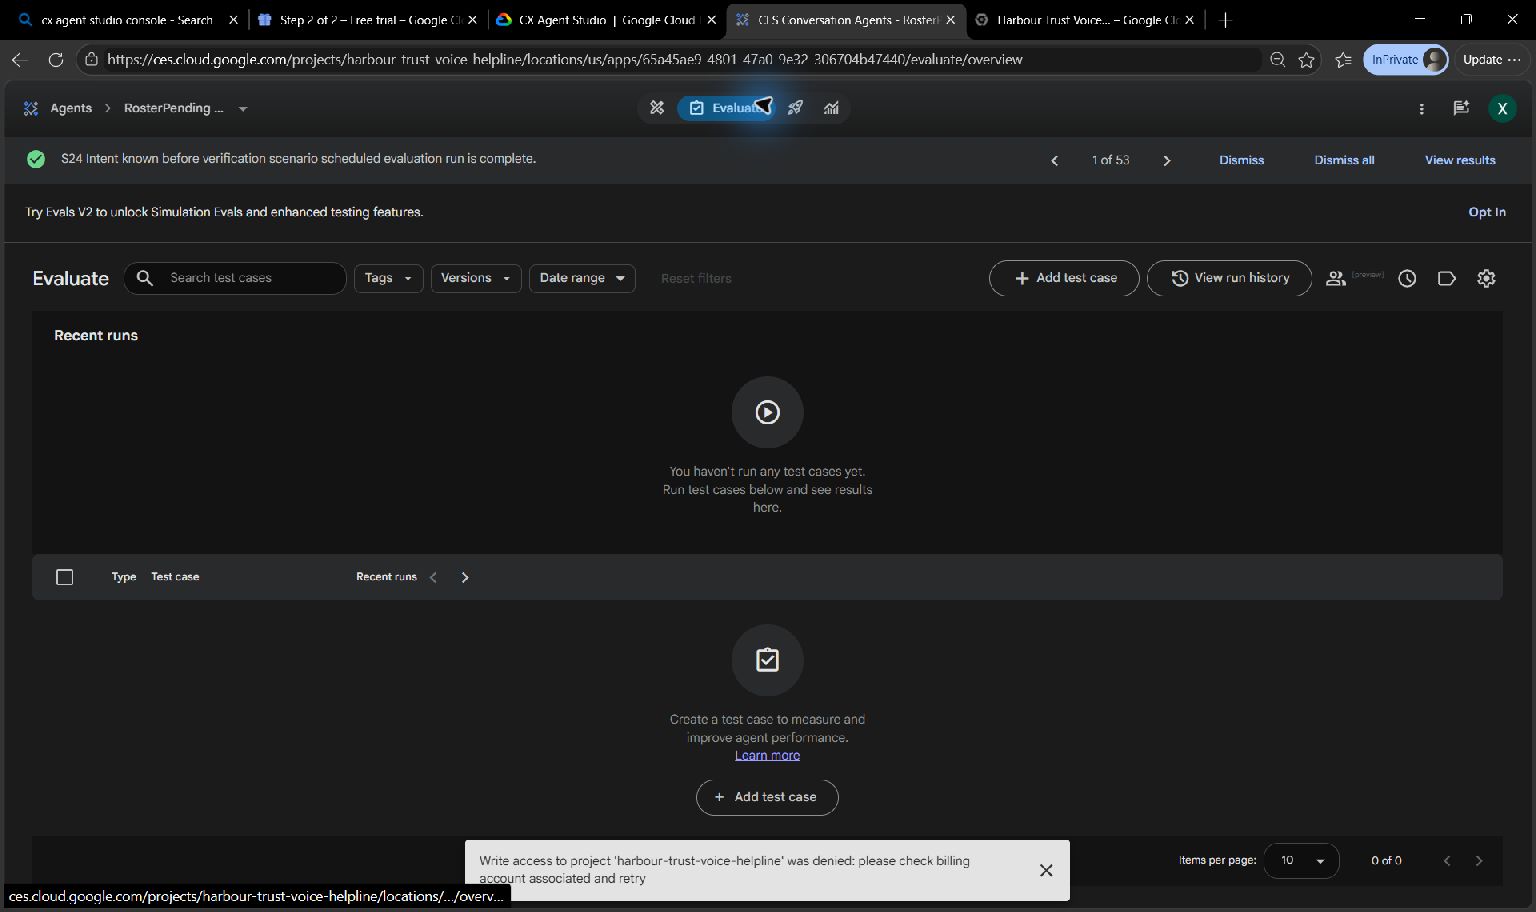 cx agent studio console - Search
Step 2 of 2 – Free trial – Google Cl
CX Agent Studio | Google Cloud
CES Conversation Agents - RosterP
Harbour Trust Voice... – Google Cl
https://ces.cloud.google.com/projects/harbour-trust-voice-helpline/locations/us/apps/65a45ae9-4801-47a0-9e32-306704b47440/evaluate/overview
InPrivate
Update
Agents
RosterPending ...
Evaluate
X
S24 Intent known before verification scenario scheduled evaluation run is complete.
1 of 53
Dismiss
Dismiss all
View results
Try Evals V2 to unlock Simulation Evals and enhanced testing features.
Opt In
Evaluate
Search test cases
Tags
Versions
Date range
Reset filters
Add test case
View run history
[preview]
Recent runs
You haven't run any test cases yet.
Run test cases below and see results
here.
Type
Test case
Recent runs
Create a test case to measure and
improve agent performance.
Learn more
Add test case
Write access to project 'harbour-trust-voice-helpline' was denied: please check billing
account associated and retry
Items per page:
10
0 of 0
ces.cloud.google.com/projects/harbour-trust-voice-helpline/locations/.../overv...